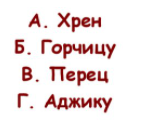 А. Хрен
Б. Горчицу
В. Перец
Г. Аджику